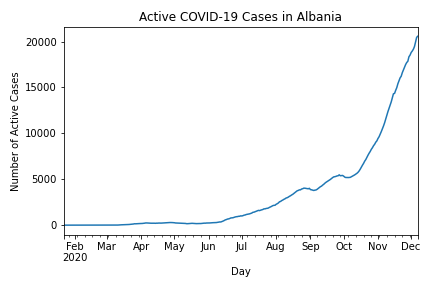 Active COVID-19 Cases in Albania
Number of Active Cases
20000
15000
10000
5000
0
Feb Mar Apr May Jun Jul Aug Sep Oct Nov Dec
2020
Day